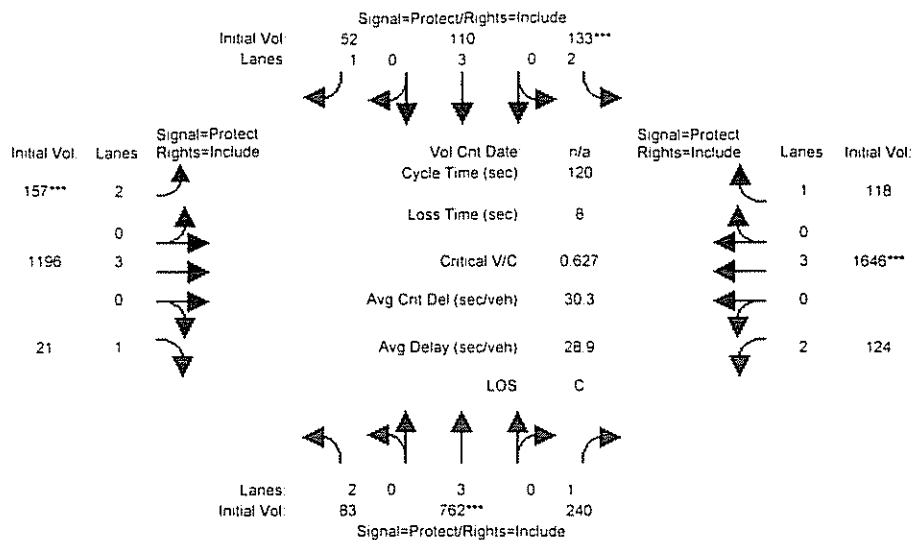 Signal=Protect/Rights=Include
Initial Vol: 52 110 133***
Lanes 1 0 3 0 2
Signal=Protect
Rights=Include
Initial Vol: Lanes
Vol Cnt Date: n/a
Signal=Protect
Rights=Include
Lanes Initial Vol:
Cycle Time (sec) 120
157*** 2
1 118
Loss Time (sec) 8
0
0
1196 3
Critical V/C 0.627
3 1646***
0
Avg Crit Del (sec/veh) 30.3
0
21 1
Avg Delay (sec/veh) 28.9
2 124
LOS C
Lanes: 2 0 3 0 1
Initial Vol: 83 762*** 240
Signal=Protect/Rights=Include